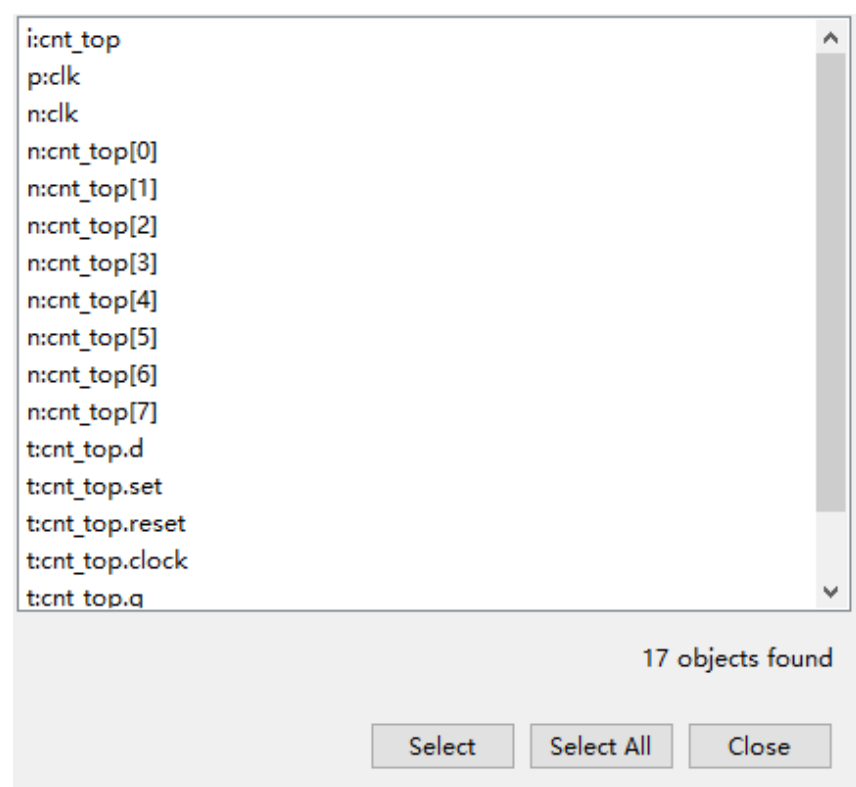 i:cnt_top
p:clk
n:clk
n:cnt_top[0]
n:cnt_top[1]
n:cnt_top[2]
n:cnt_top[3]
n:cnt_top[4]
n:cnt_top[5]
n:cnt_top[6]
n:cnt_top[7]
t:cnt_top.d
t:cnt_top.set
t:cnt_top.reset
t:cnt_top.clock
t:cnt_top.q
17 objects found
Select Select All Close